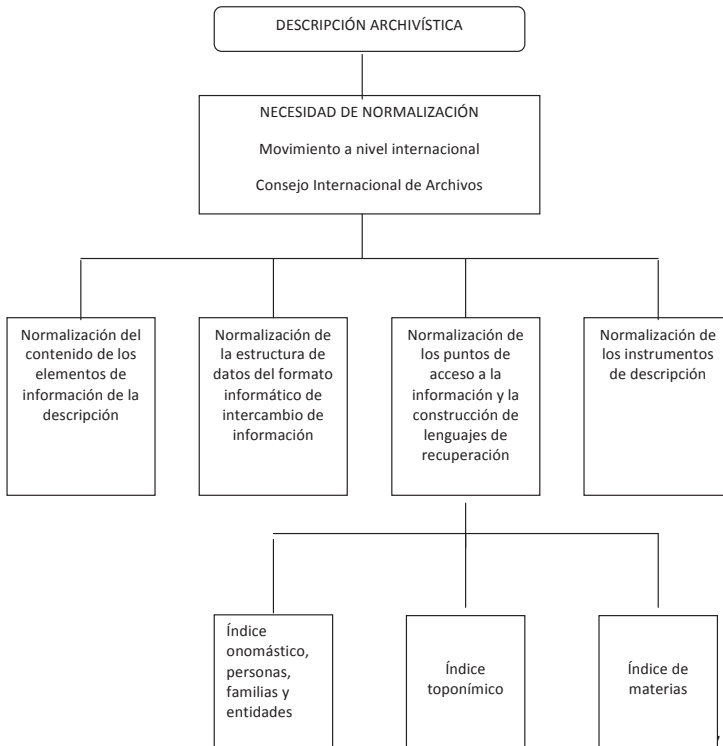 DESCRIPCIÓN ARCHIVÍSTICA
NECESIDAD DE NORMALIZACIÓN
Movimiento a nivel internacional
Consejo Internacional de Archivos
Normalización del
contenido de los
elementos de
información de la
descripción
Normalización de
la estructura de
datos del formato
informático de
intercambio de
información
Normalización de
los puntos de
acceso a la
información y la
construcción de
lenguajes de
recuperación
Normalización de
los instrumentos
de descripción
Índice
onomástico,
personas,
familias y
entidades
Índice
toponímico
Índice de
materias